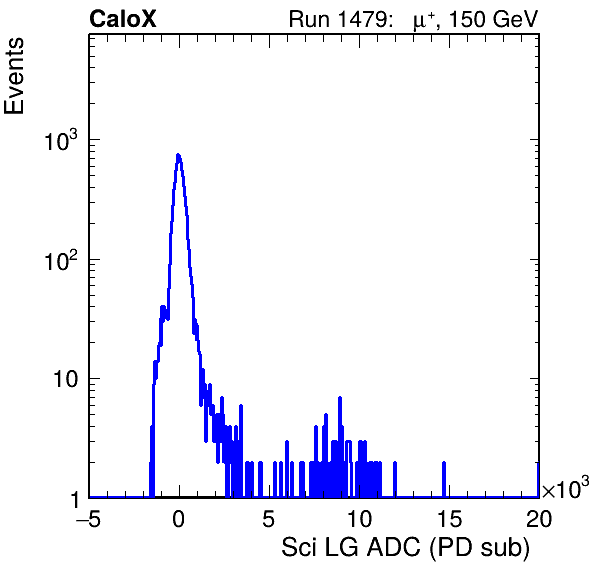 CaloX Run 1479: μ⁺, 150 GeV
Events
10³
10²
10
1
−5 0 5 10 15 20 ×10³
Sci LG ADC (PD sub)